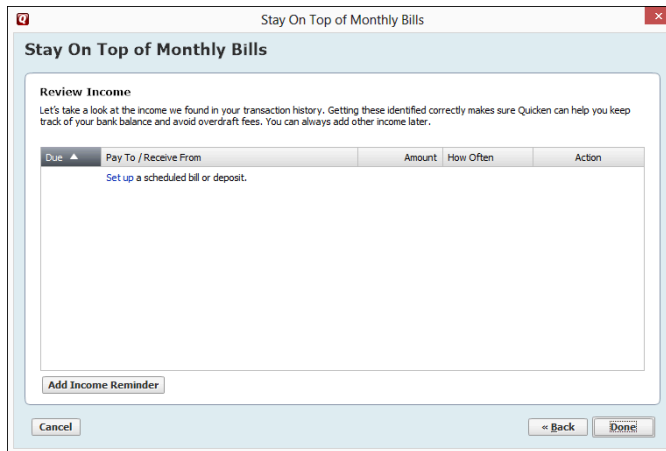 Stay On Top of Monthly Bills
Stay On Top of Monthly Bills
Review Income
Let's take a look at the income we found in your transaction history. Getting these identified correctly makes sure Quicken can help you keep
track of your bank balance and avoid overdraft fees. You can always add other income later.
Due Pay To / Receive From Amount How Often Action
Set up a scheduled bill or deposit.
Add Income Reminder
Cancel « Back Done